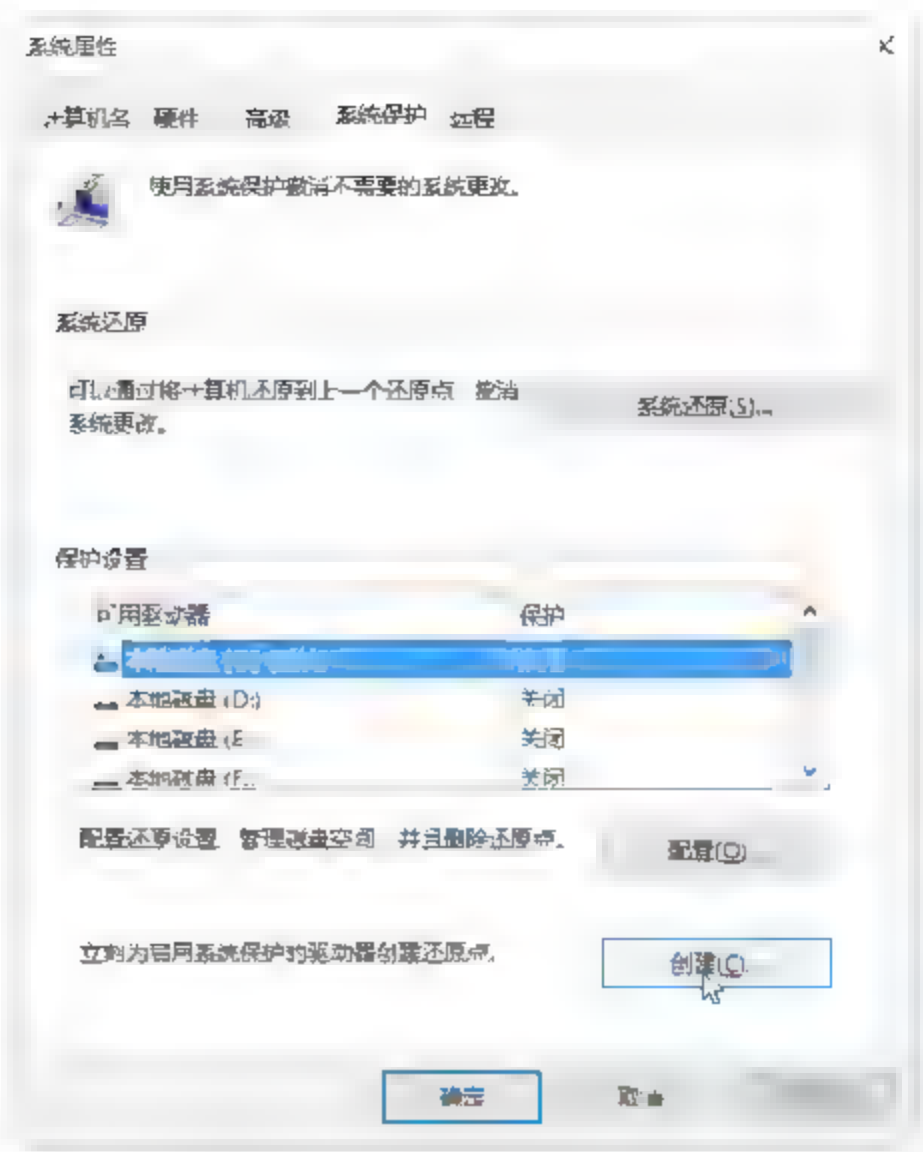 系统属性
计算机名 硬件 高级 系统保护 远程
使用系统保护撤消不需要的系统更改。
系统还原
可以通过将计算机还原到上一个还原点，撤消
系统更改。
系统还原(S)...
保护设置
可用驱动器 保护
本地磁盘 (D:) 关闭
本地磁盘 (E 关闭
本地磁盘 (F: 关闭
配置还原设置、管理磁盘空间，并且删除还原点。
配置(O)...
立刻为启用系统保护的驱动器创建还原点。
创建(C)
确定 取消